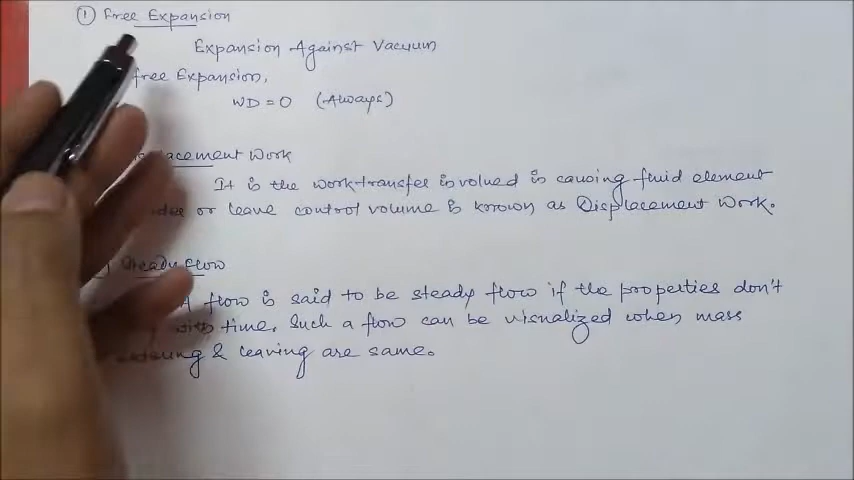 ① Free Expansion
Expansion Against Vacuum
free Expansion,
WD = 0 (Always)
Work
It is the work transfer involved is causing fluid element
or leave control volume is known as Displacement Work.
Steady flow
A flow is said to be steady flow if the properties don't
with time. Such a flow can be visualized when mass
& leaving are same.